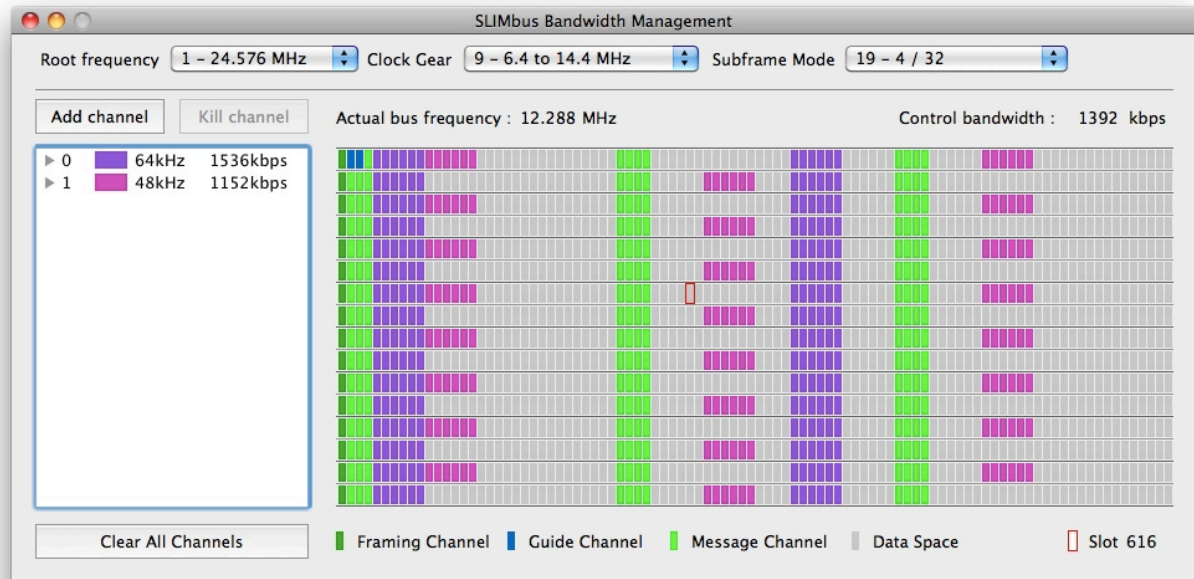 SLIMbus Bandwidth Management
Root frequency 1 – 24.576 MHz Clock Gear 9 – 6.4 to 14.4 MHz Subframe Mode 19 – 4 / 32
Add channel Kill channel Actual bus frequency : 12.288 MHz Control bandwidth : 1392 kbps
0 64kHz 1536kbps
1 48kHz 1152kbps
Clear All Channels Framing Channel Guide Channel Message Channel Data Space Slot 616